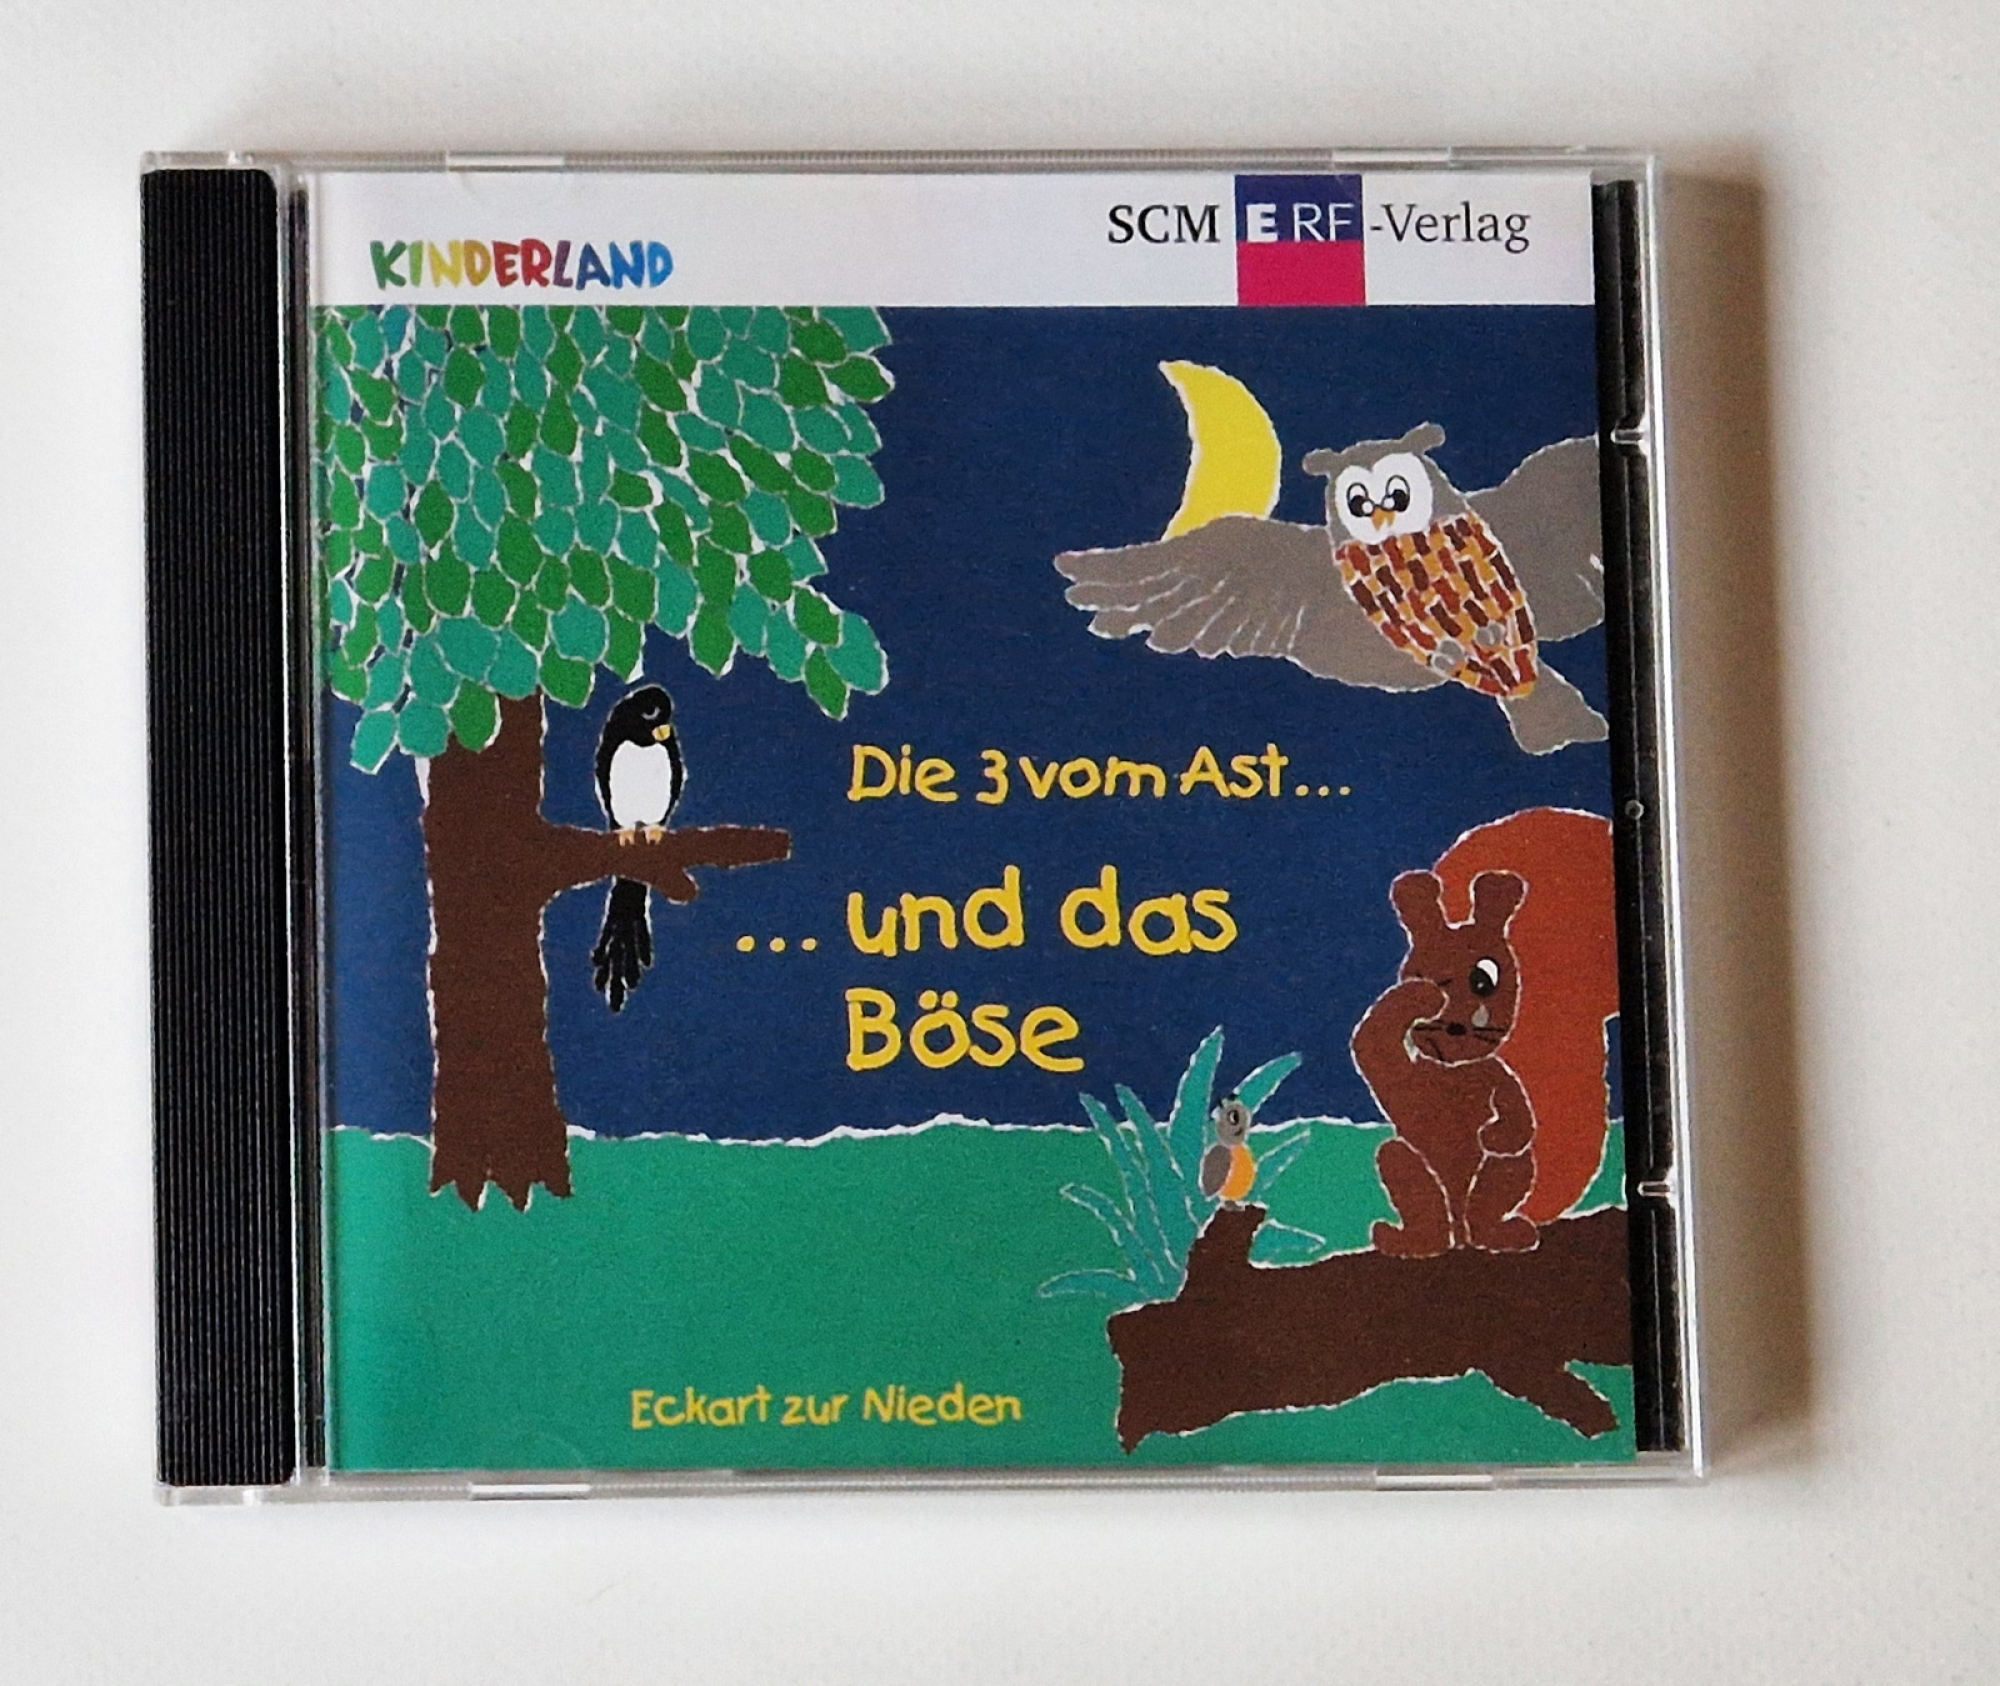 KINDERLAND
SCM ERF-Verlag
Die 3 vom Ast...
... und das
Böse
Eckart zur Nieden